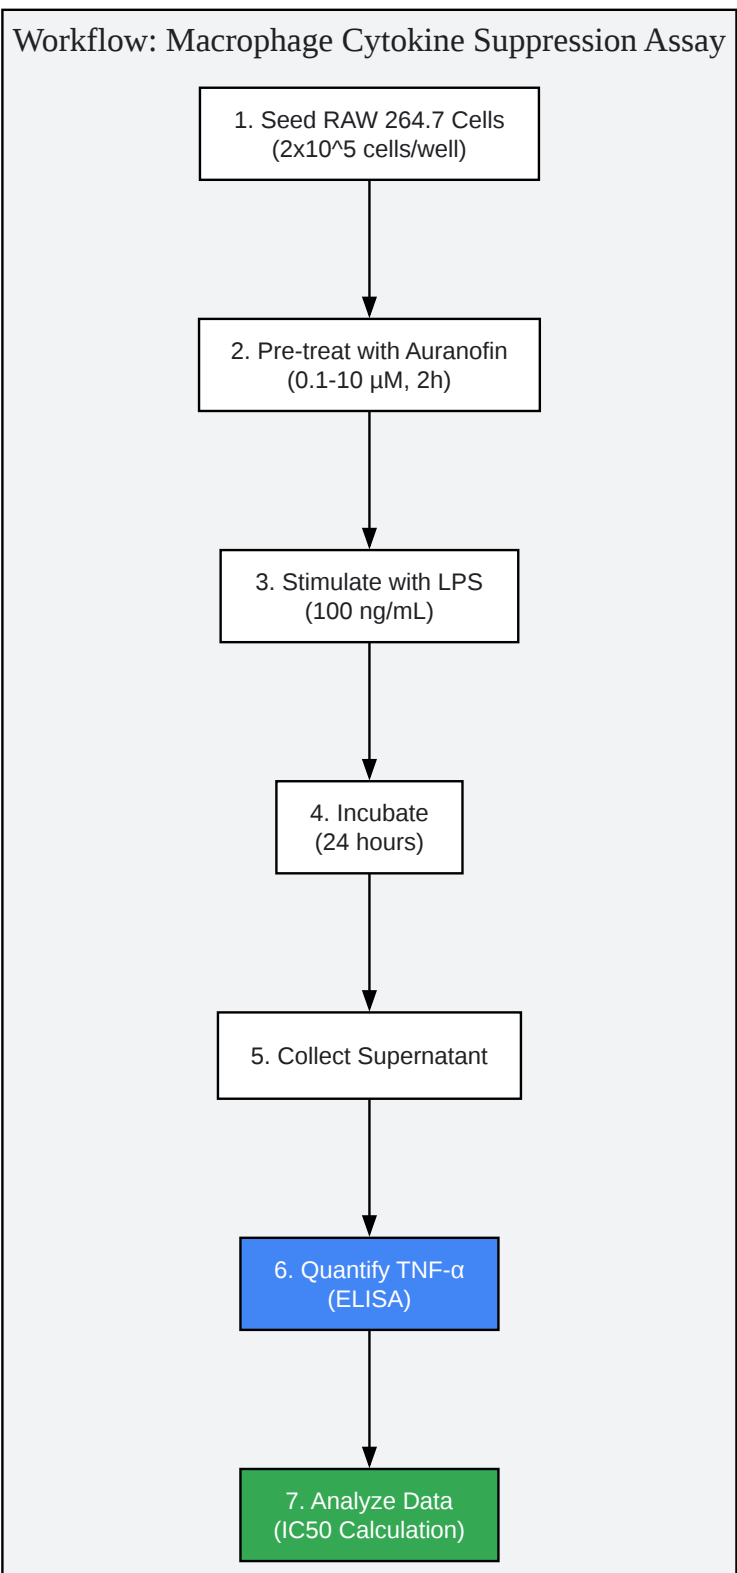 Workflow: Macrophage Cytokine Suppression Assay
1. Seed RAW 264.7 Cells
(2x10^5 cells/well)
2. Pre-treat with Auranofin
(0.1-10 µM, 2h)
3. Stimulate with LPS
(100 ng/mL)
4. Incubate
(24 hours)
5. Collect Supernatant
6. Quantify TNF-α
(ELISA)
7. Analyze Data
(IC50 Calculation)